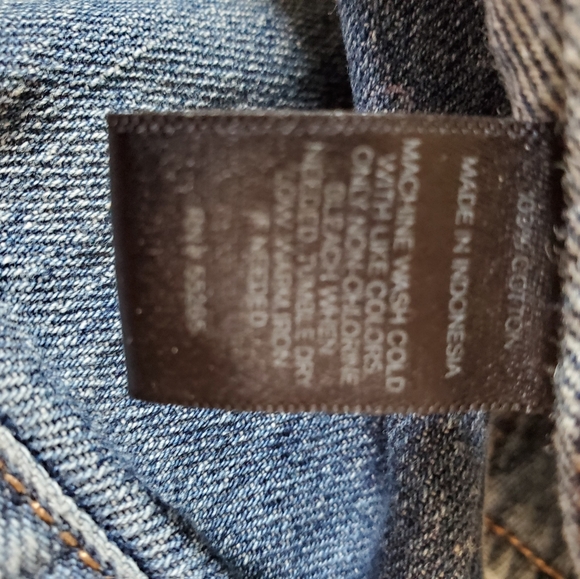 100% COTTON
MADE IN INDONESIA
MACHINE WASH COLD
WITH LIKE COLORS
ONLY NON-CHLORINE
BLEACH WHEN
NEEDED TUMBLE DRY
LOW WARM IRON
IF NEEDED
RN#